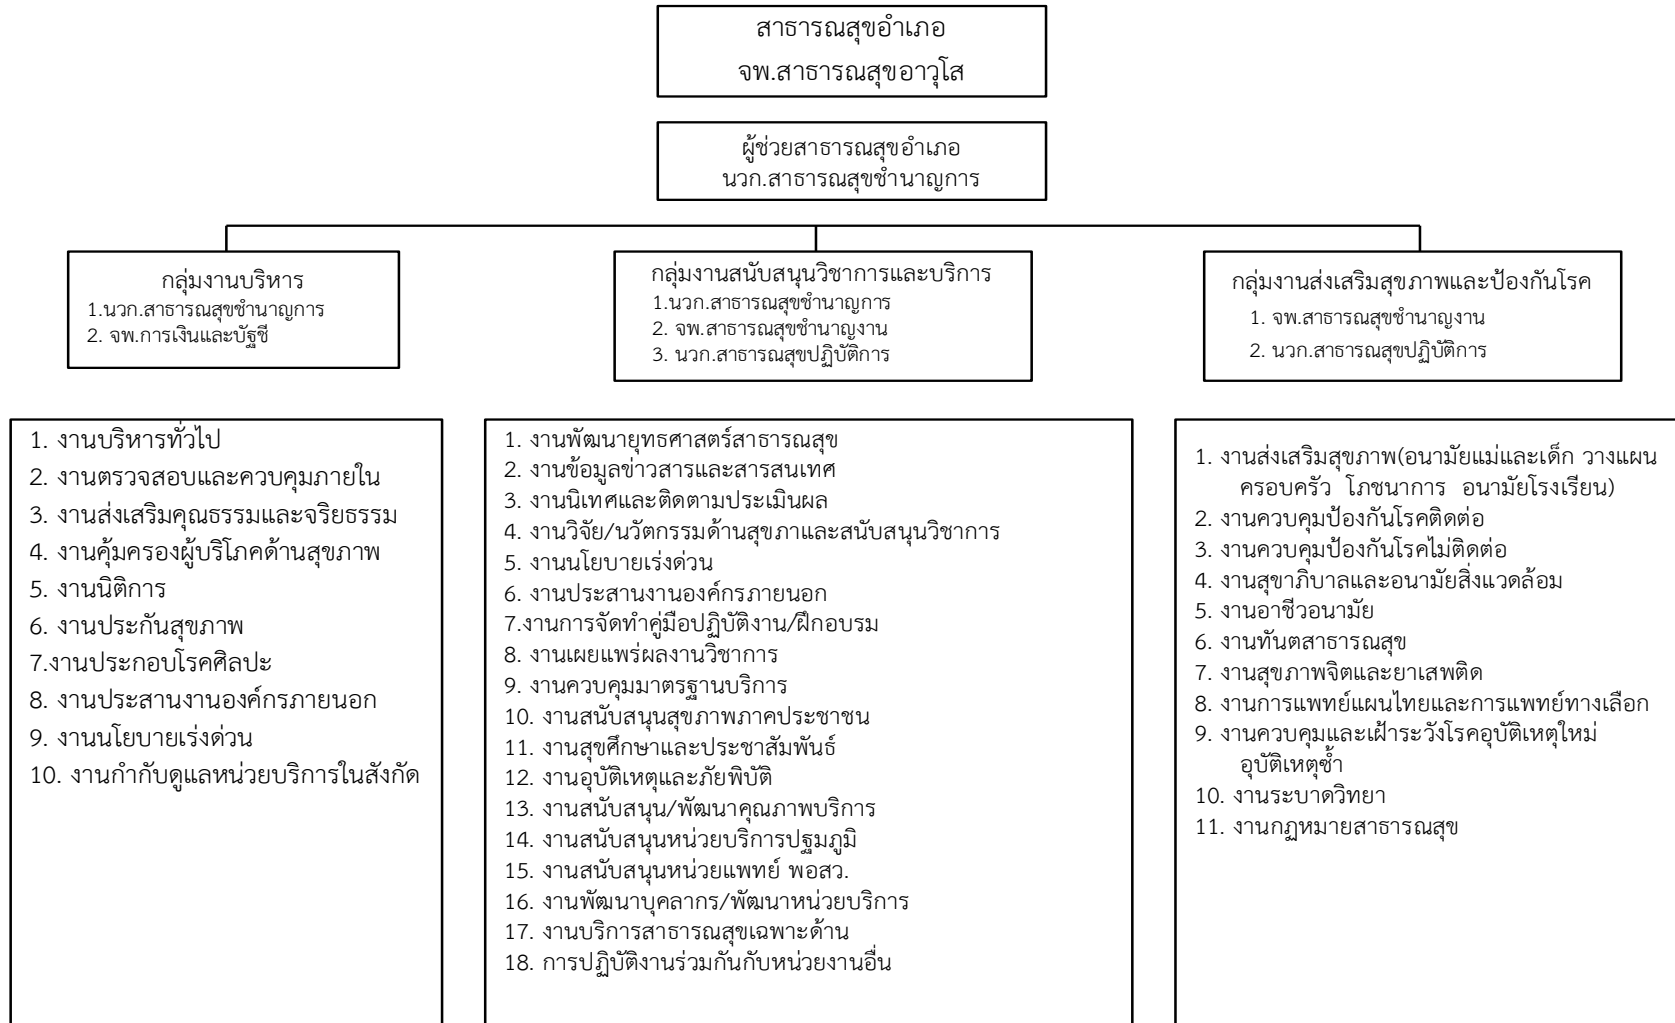 สาธารณสุขอำเภอ
จพ.สาธารณสุขอาวุโส
ผู้ช่วยสาธารณสุขอำเภอ
นวก.สาธารณสุขชำนาญการ
กลุ่มงานบริหาร
1.นวก.สาธารณสุขชำนาญการ
2. จพ.การเงินและบัฐชี
กลุ่มงานสนับสนุนวิชาการและบริการ
1.นวก.สาธารณสุขชำนาญการ
2. จพ.สาธารณสุขชำนาญงาน
3. นวก.สาธารณสุขปฏิบัติการ
กลุ่มงานส่งเสริมสุขภาพและป้องกันโรค
1. จพ.สาธารณสุขชำนาญงาน
2. นวก.สาธารณสุขปฏิบัติการ
1. งานบริหารทั่วไป
2. งานตรวจสอบและควบคุมภายใน
3. งานส่งเสริมคุณธรรมและจริยธรรม
4. งานคุ้มครองผู้บริโภคด้านสุขภาพ
5. งานนิติการ
6. งานประกันสุขภาพ
7.งานประกอบโรคศิลปะ
8. งานประสานงานองค์กรภายนอก
9. งานนโยบายเร่งด่วน
10. งานกำกับดูแลหน่วยบริการในสังกัด
1. งานพัฒนายุทธศาสตร์สาธารณสุข
2. งานข้อมูลข่าวสารและสารสนเทศ
3. งานนิเทศและติดตามประเมินผล
4. งานวิจัย/นวัตกรรมด้านสุขภาและสนับสนุนวิชาการ
5. งานนโยบายเร่งด่วน
6. งานประสานงานองค์กรภายนอก
7.งานการจัดทำคู่มือปฏิบัติงาน/ฝึกอบรม
8. งานเผยแพร่ผลงานวิชาการ
9. งานควบคุมมาตรฐานบริการ
10. งานสนับสนุนสุขภาพภาคประชาชน
11. งานสุขศึกษาและประชาสัมพันธ์
12. งานอุบัติเหตุและภัยพิบัติ
13. งานสนับสนุน/พัฒนาคุณภาพบริการ
14. งานสนับสนุนหน่วยบริการปฐมภูมิ
15. งานสนับสนุนหน่วยแพทย์ พอสว.
16. งานพัฒนาบุคลากร/พัฒนาหน่วยบริการ
17. งานบริการสาธารณสุขเฉพาะด้าน
18. การปฏิบัติงานร่วมกันกับหน่วยงานอื่น
1. งานส่งเสริมสุขภาพ(อนามัยแม่และเด็ก วางแผน
ครอบครัว โภชนาการ อนามัยโรงเรียน)
2. งานควบคุมป้องกันโรคติดต่อ
3. งานควบคุมป้องกันโรคไม่ติดต่อ
4. งานสุขาภิบาลและอนามัยสิ่งแวดล้อม
5. งานอาชีวอนามัย
6. งานทันตสาธารณสุข
7. งานสุขภาพจิตและยาเสพติด
8. งานการแพทย์แผนไทยและการแพทย์ทางเลือก
9. งานควบคุมและเฝ้าระวังโรคอุบัติเหตุใหม่
อุบัติเหตุซ้ำ
10. งานระบาดวิทยา
11. งานกฏหมายสาธารณสุข